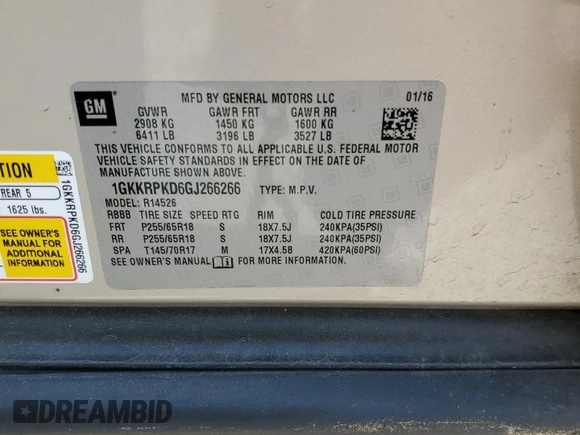 GM
MFD BY GENERAL MOTORS LLC 01/16
GVWR GAWR FRT GAWR RR
2908 KG 1450 KG 1600 KG
6411 LB 3196 LB 3527 LB
THIS VEHICLE CONFORMS TO ALL APPLICABLE U.S. FEDERAL MOTOR
VEHICLE SAFETY STANDARDS IN EFFECT ON THE DATE OF
MANUFACTURE SHOWN ABOVE.
1GKKRPKD6GJ266266 TYPE: M.P.V.
MODEL: R14526
RBBB TIRE SIZE SPEED RTG RIM COLD TIRE PRESSURE
FRT P255/65R18 S 18X7.5J 240KPA(35PSI)
RR P255/65R18 S 18X7.5J 240KPA(35PSI)
SPA T145/70R17 M 17X4.5B 420KPA(60PSI)
SEE OWNER'S MANUAL FOR MORE INFORMATION.
TION
REAR 5
1625 lbs.
SEE OWNER'S
MANUAL FOR
ADDITIONAL
INFORMATION
1GKKRPKD6GJ266266
DREAMBID